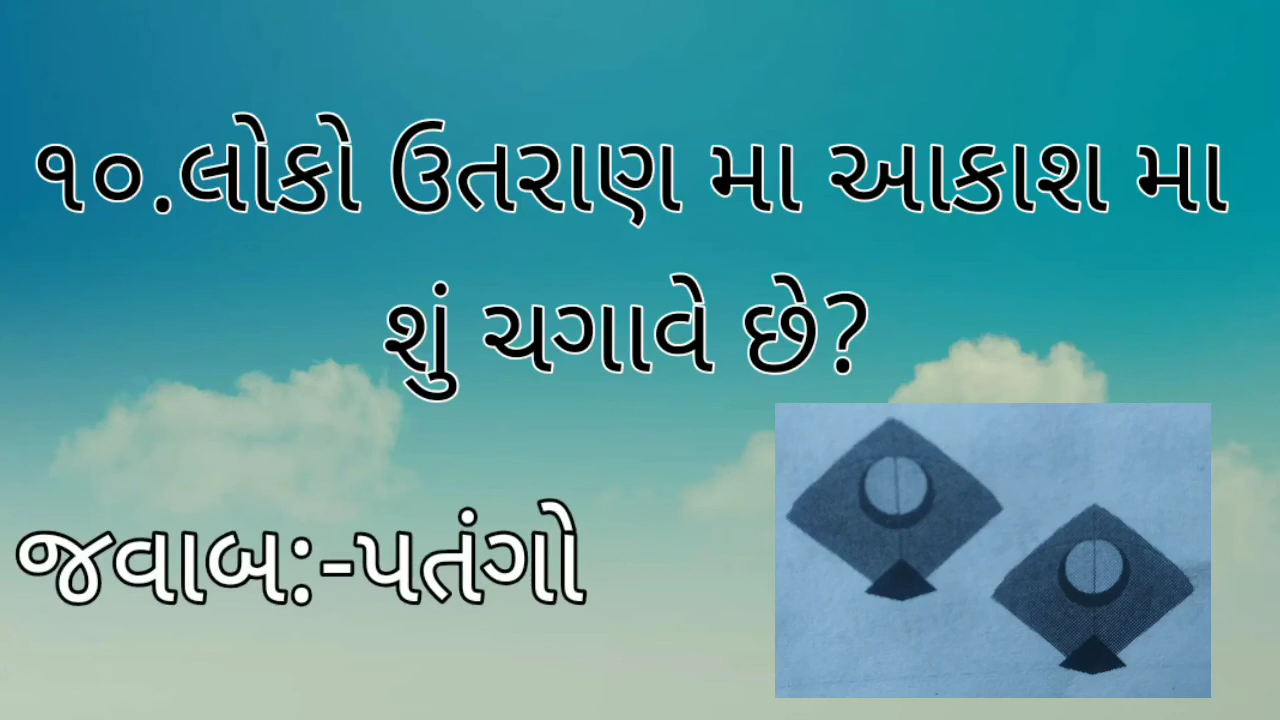 ૧૦.લોકો ઉતરાણ મા આકાશ મા
શું ચગાવે છે?
જવાબ:-પતંગો